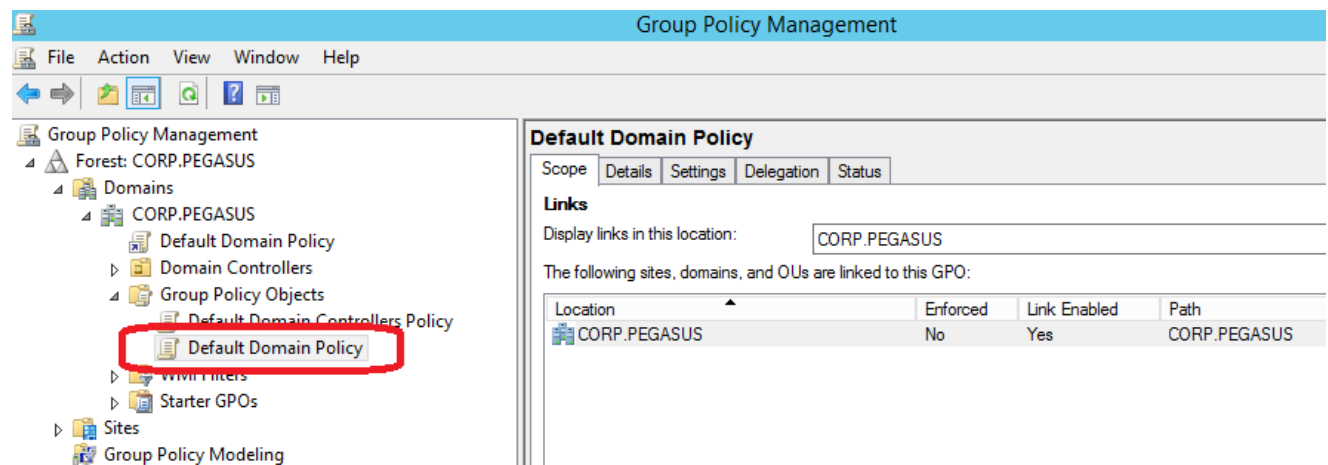 Group Policy Management
File Action View Window Help
Group Policy Management
Forest: CORP.PEGASUS
Domains
CORP.PEGASUS
Default Domain Policy
Domain Controllers
Group Policy Objects
Default Domain Controllers Policy
Default Domain Policy
WMI Filters
Starter GPOs
Sites
Group Policy Modeling
Default Domain Policy
Scope Details Settings Delegation Status
Links
Display links in this location: CORP.PEGASUS
The following sites, domains, and OUs are linked to this GPO:
Location Enforced Link Enabled Path
CORP.PEGASUS No Yes CORP.PEGASUS